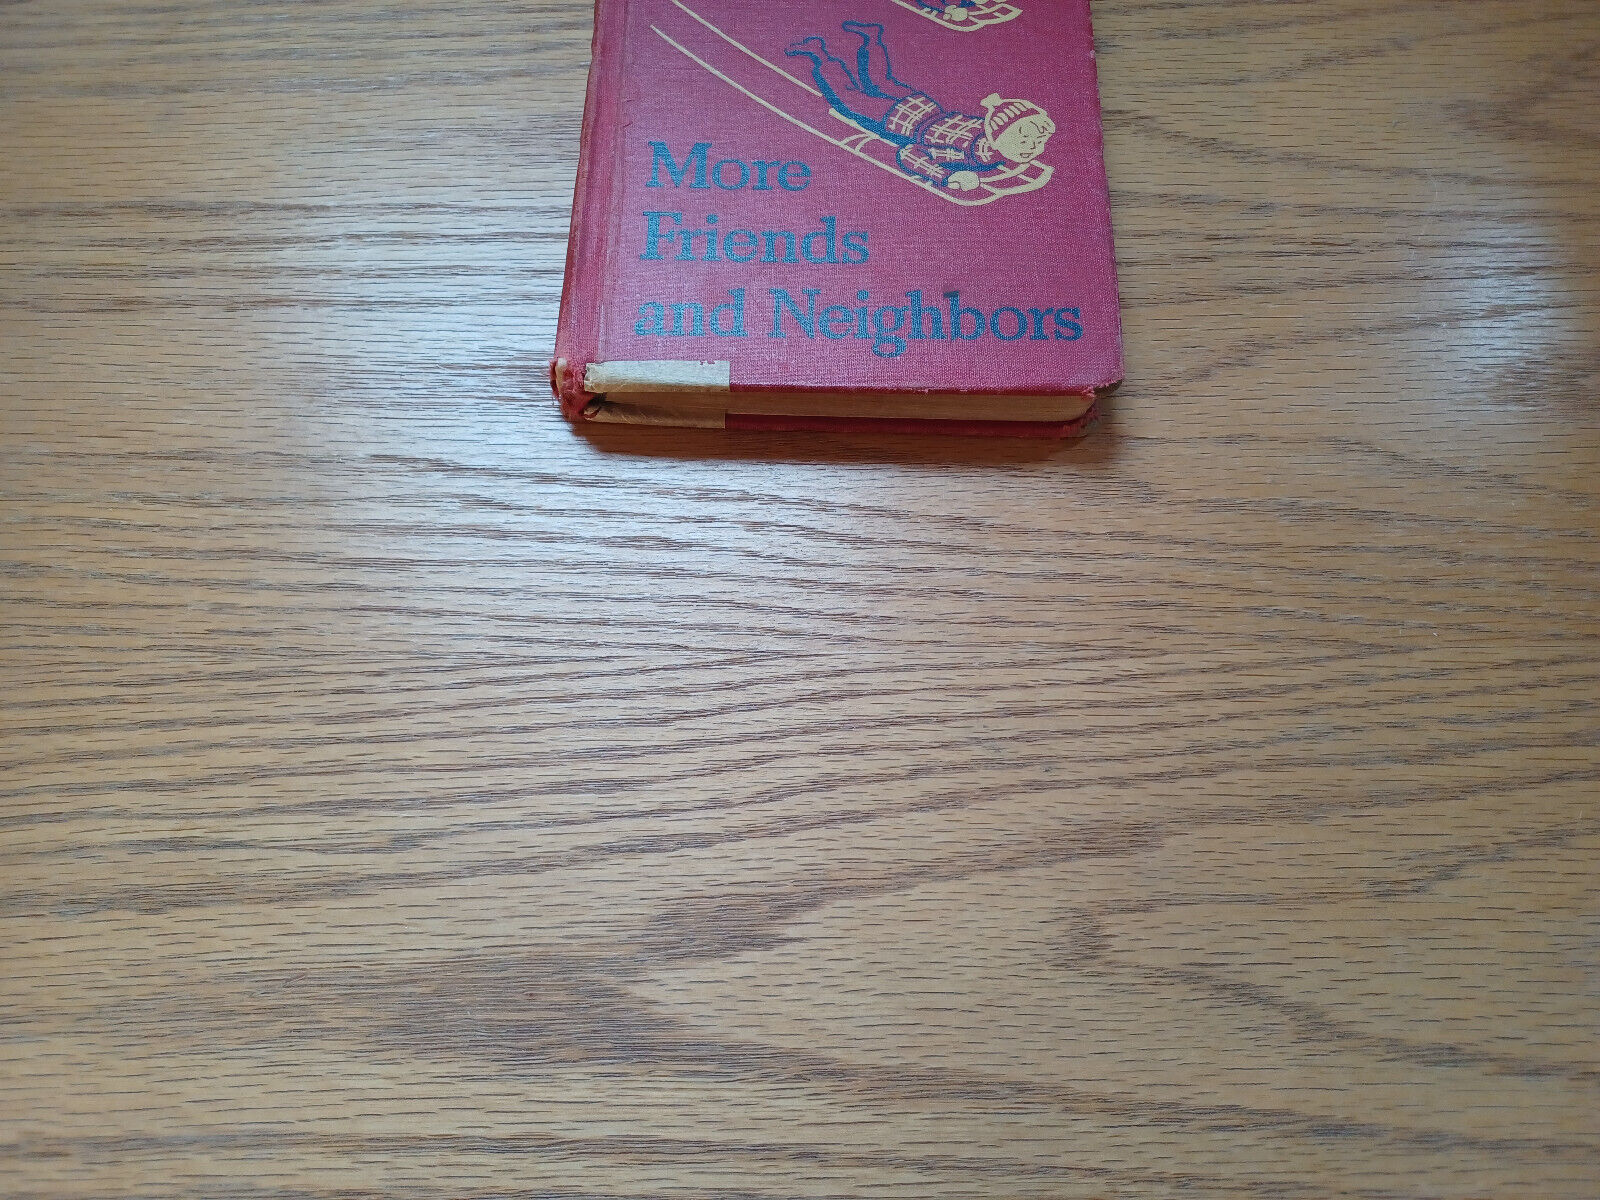 More
Friends
and Neighbors